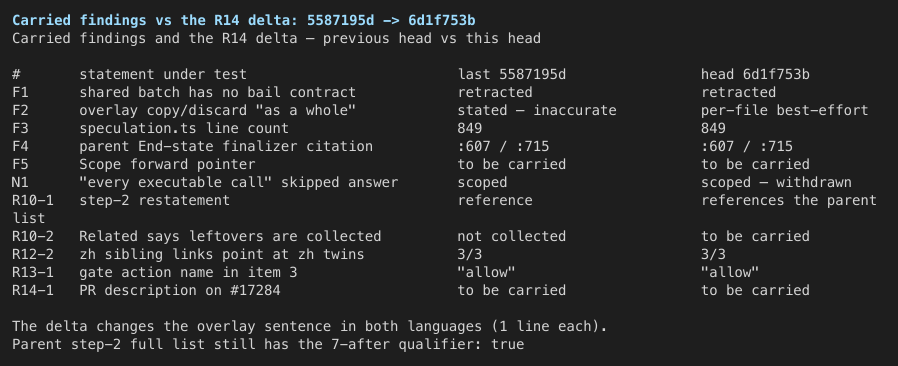 Carried findings vs the R14 delta: 5587195d -> 6d1f753b
Carried findings and the R14 delta — previous head vs this head

# statement under test last 5587195d head 6d1f753b
F1 shared batch has no bail contract retracted retracted
F2 overlay copy/discard "as a whole" stated — inaccurate per-file best-effort
F3 speculation.ts line count 849 849
F4 parent End-state finalizer citation :607 / :715 :607 / :715
F5 Scope forward pointer to be carried to be carried
N1 "every executable call" skipped answer scoped scoped — withdrawn
R10-1 step-2 restatement reference references the parent
list
R10-2 Related says leftovers are collected not collected to be carried
R12-2 zh sibling links point at zh twins 3/3 3/3
R13-1 gate action name in item 3 "allow" "allow"
R14-1 PR description on #17284 to be carried to be carried

The delta changes the overlay sentence in both languages (1 line each).
Parent step-2 full list still has the 7-after qualifier: true